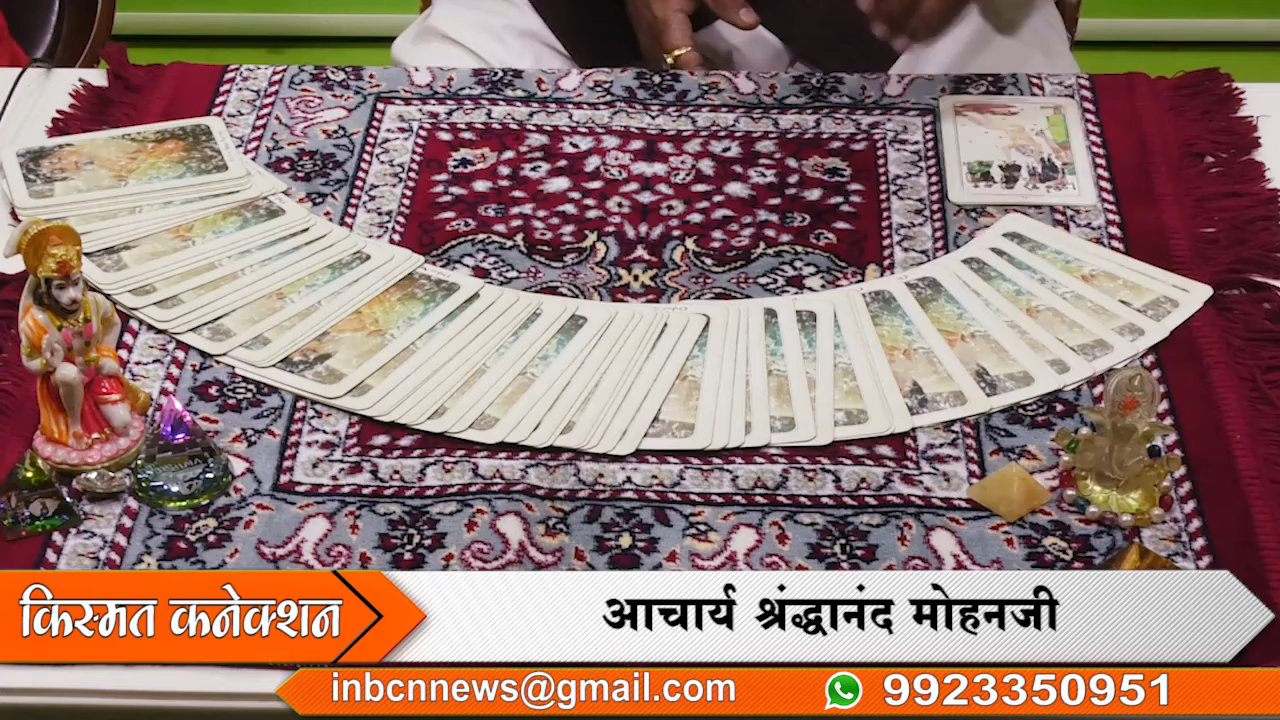 किस्मत कनेक्शन
आचार्य श्रंद्धानंद मोहनजी
inbcnnews@gmail.com
9923350951